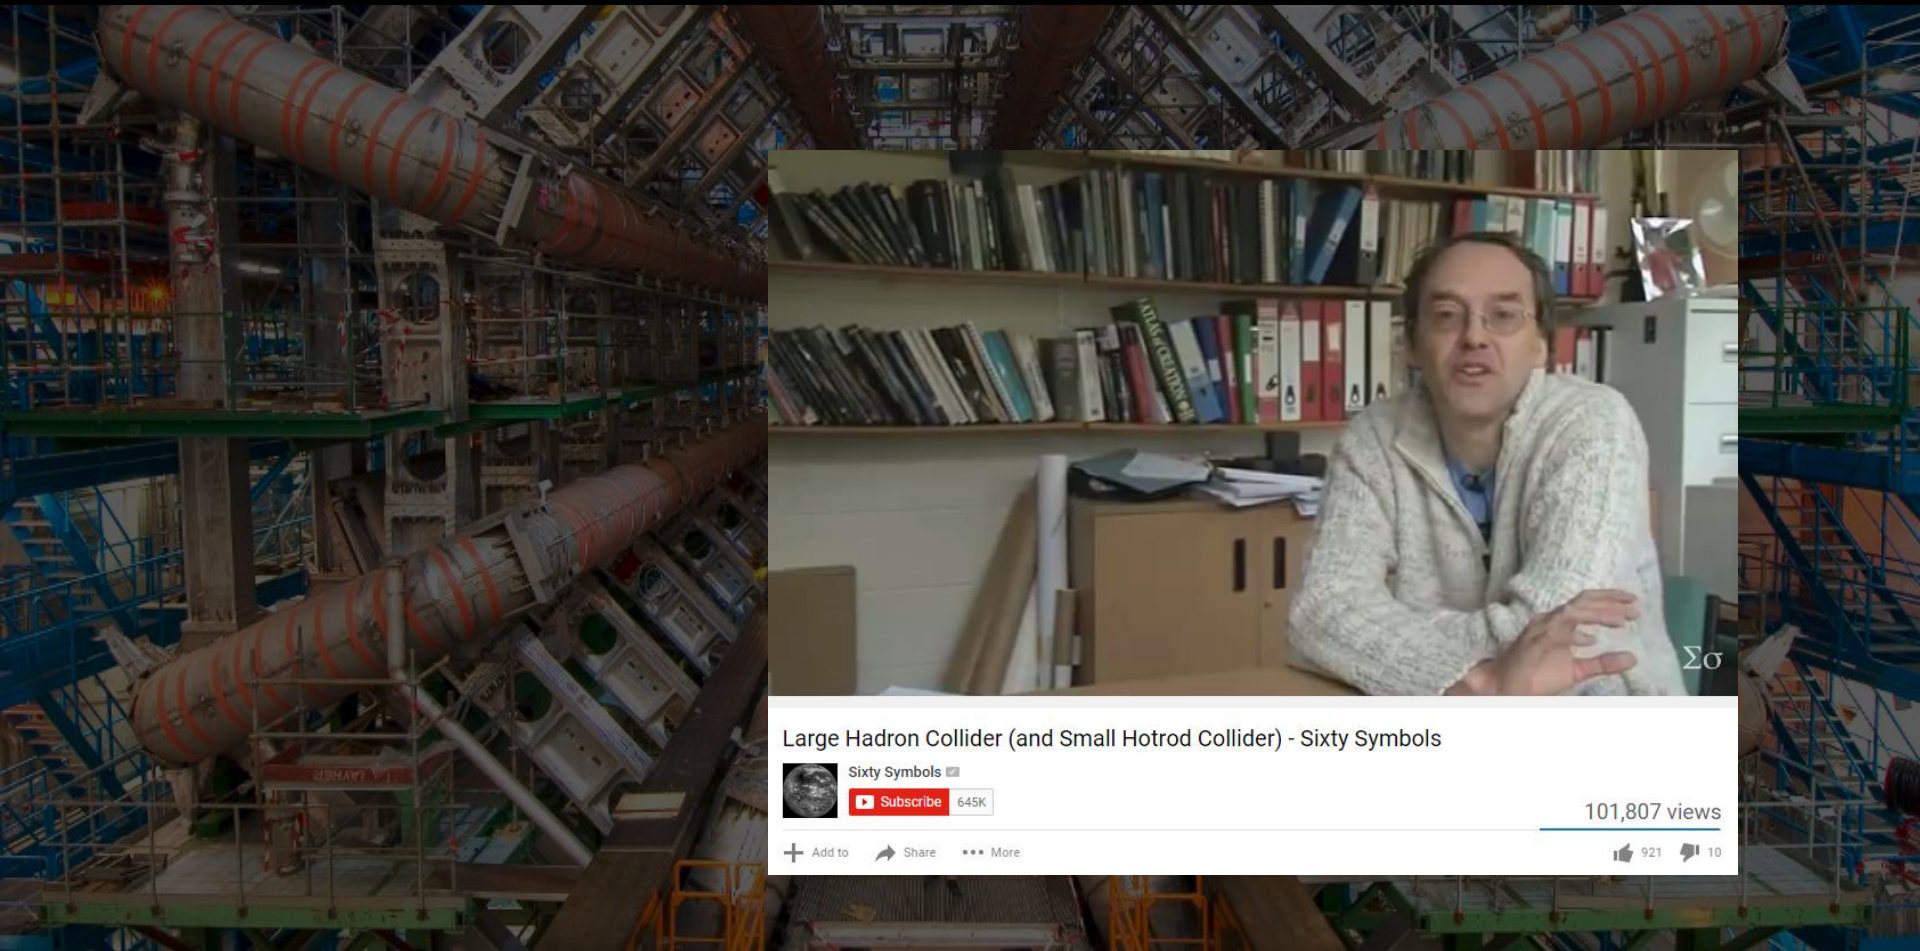 ATLAS of CREATION
Σσ
Large Hadron Collider (and Small Hotrod Collider) - Sixty Symbols
Sixty Symbols
Subscribe 645K
101,807 views
Add to Share More 921 10
LAYHER